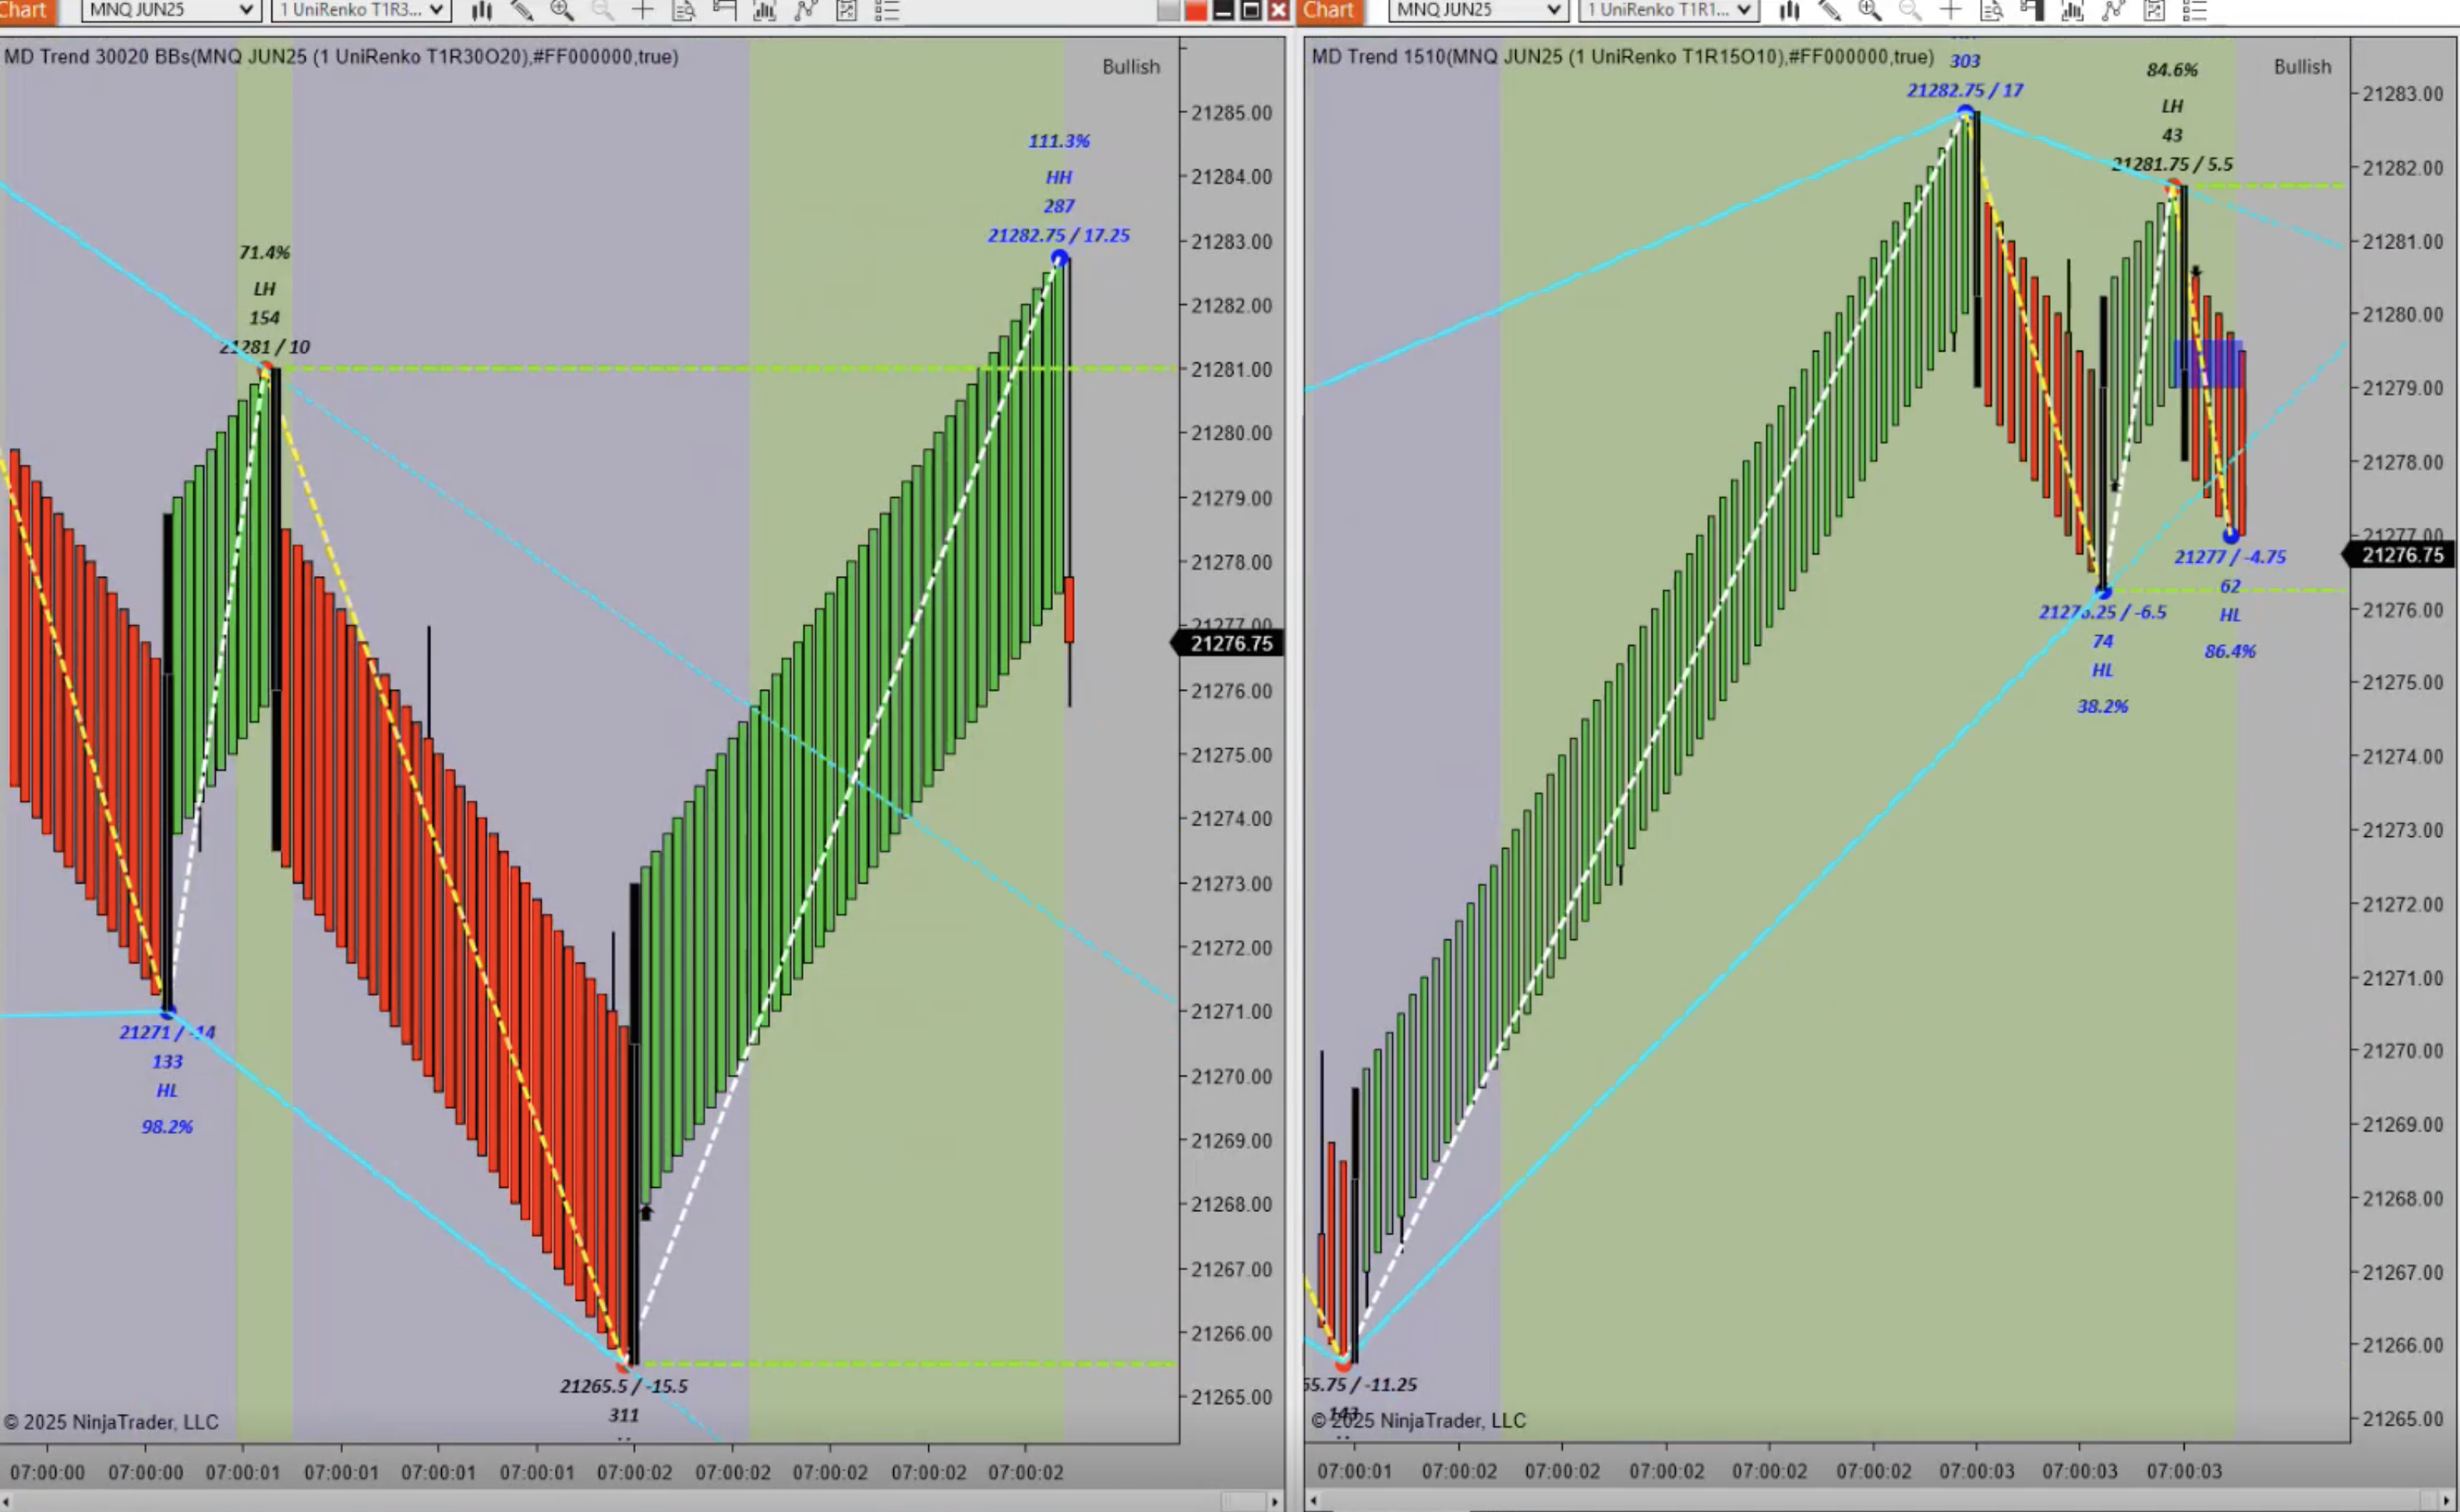 Chart
MNQ JUN25
1 UniRenko T1R3...
MD Trend 30020 BBs(MNQ JUN25 (1 UniRenko T1R30O20),#FF000000,true)
Bullish
71.4%
LH
154
21281 / 10
111.3%
HH
287
21282.75 / 17.25
21271 / -14
133
HL
98.2%
21265.5 / -15.5
311
21285.00
21284.00
21283.00
21282.00
21281.00
21280.00
21279.00
21278.00
21277.00
21276.75
21276.00
21275.00
21274.00
21273.00
21272.00
21271.00
21270.00
21269.00
21268.00
21267.00
21266.00
21265.00
© 2025 NinjaTrader, LLC
07:00:00 07:00:00 07:00:01 07:00:01 07:00:01 07:00:01 07:00:02 07:00:02 07:00:02 07:00:02 07:00:02
Chart
MNQ JUN25
1 UniRenko T1R1...
MD Trend 1510(MNQ JUN25 (1 UniRenko T1R15O10),#FF000000,true)
Bullish
303
21282.75 / 17
84.6%
LH
43
21281.75 / 5.5
21277 / -4.75
62
HL
86.4%
21276.25 / -6.5
74
HL
38.2%
65.75 / -11.25
143
21283.00
21282.00
21281.00
21280.00
21279.00
21278.00
21277.00
21276.75
21276.00
21275.00
21274.00
21273.00
21272.00
21271.00
21270.00
21269.00
21268.00
21267.00
21266.00
21265.00
© 2025 NinjaTrader, LLC
07:00:01 07:00:02 07:00:02 07:00:02 07:00:02 07:00:02 07:00:03 07:00:03 07:00:03